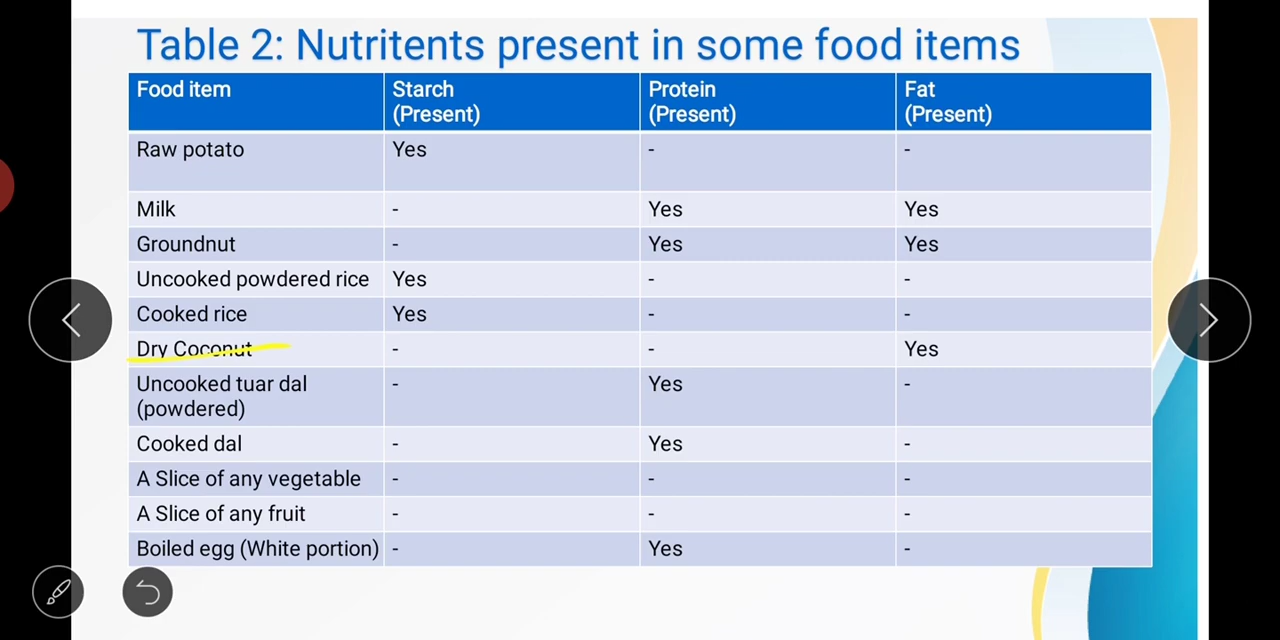 Table 2: Nutritents present in some food items
Food item Starch (Present) Protein (Present) Fat (Present)
Raw potato Yes - -
Milk - Yes Yes
Groundnut - Yes Yes
Uncooked powdered rice Yes - -
Cooked rice Yes - -
Dry Coconut - - Yes
Uncooked tuar dal (powdered) - Yes -
Cooked dal - Yes -
A Slice of any vegetable - - -
A Slice of any fruit - - -
Boiled egg (White portion) - Yes -